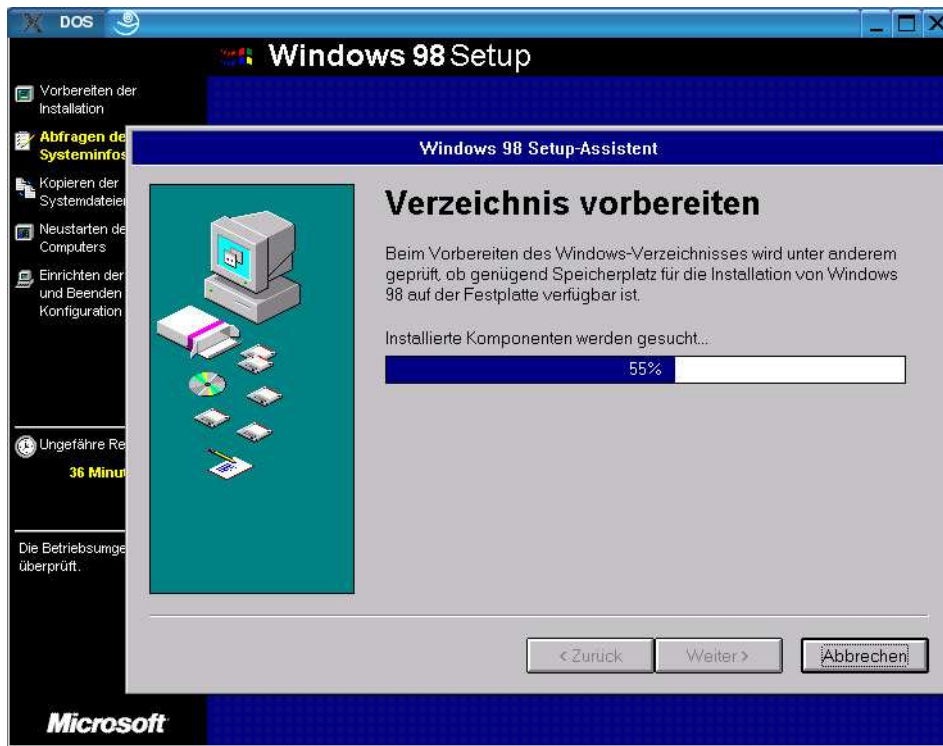 DOS
Windows 98 Setup
Vorbereiten der
Installation
Abfragen de
Systeminfos
Kopieren der
Systemdateien
Neustarten de
Computers
Einrichten der
und Beenden
Konfiguration
Ungefähre Re
36 Minut
Die Betriebsumge
überprüft.
Microsoft
Windows 98 Setup-Assistent
Verzeichnis vorbereiten
Beim Vorbereiten des Windows-Verzeichnisses wird unter anderem
geprüft, ob genügend Speicherplatz für die Installation von Windows
98 auf der Festplatte verfügbar ist.
Installierte Komponenten werden gesucht...
55%
< Zurück
Weiter >
Abbrechen